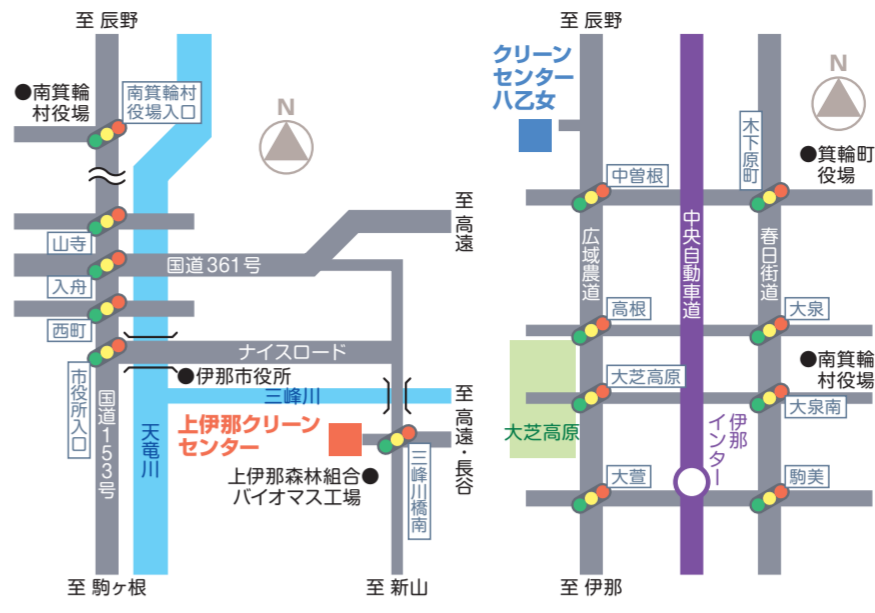 至 辰野
●南箕輪
村役場
南箕輪村
役場入口
N
山寺
国道361号
至 高遠
入舟
西町
ナイスロード
市役所入口
●伊那市役所
国道153号
天竜川
三峰川
至 高遠・長谷
上伊那クリーン
センター
上伊那森林組合●
バイオマス工場
三峰川橋南
至 駒ヶ根
至 新山
至 辰野
クリーン
センター
八乙女
N
木下原町
●箕輪町
役場
中曽根
広域農道
中央自動車道
春日街道
高根
大泉
●南箕輪
村役場
大芝高原
大芝高原
大泉南
伊那
インター
大萱
駒美
至 伊那